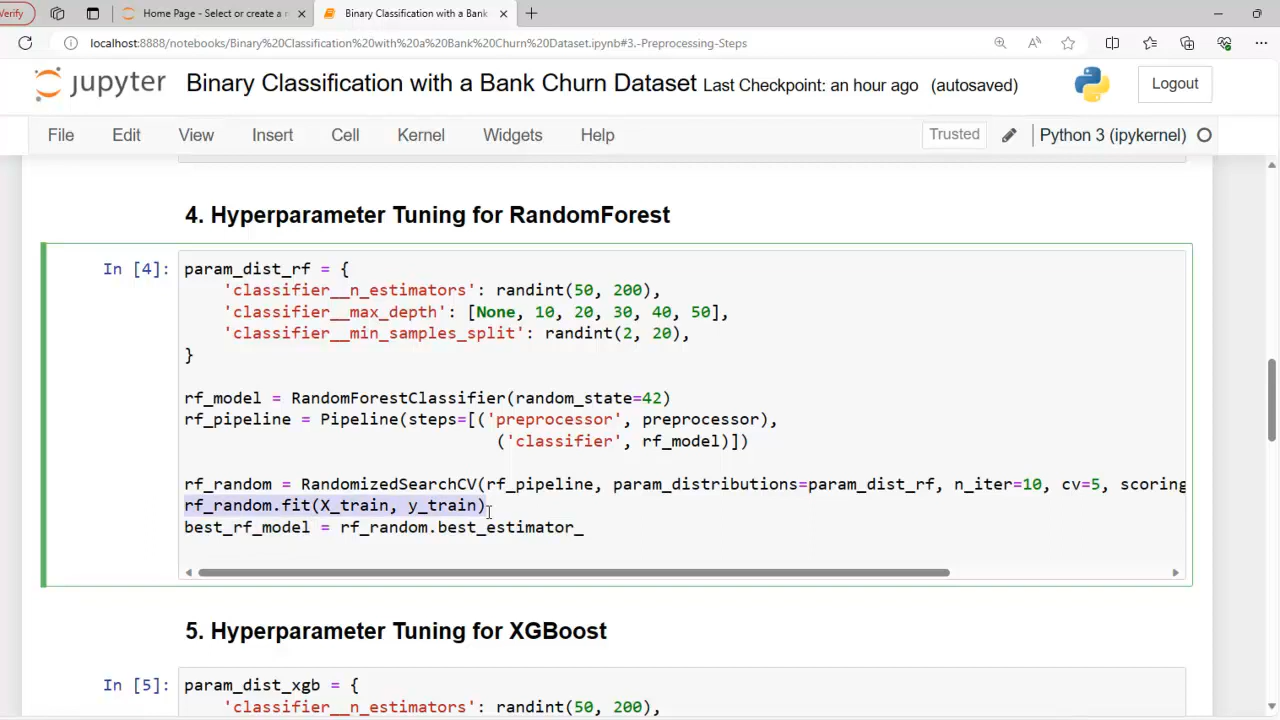 Verify
Home Page - Select or create a n
Binary Classification with a Bank
localhost:8888/notebooks/Binary%20Classification%20with%20a%20Bank%20Churn%20Dataset.ipynb#3.-Preprocessing-Steps
jupyter Binary Classification with a Bank Churn Dataset Last Checkpoint: an hour ago (autosaved)
Logout
File Edit View Insert Cell Kernel Widgets Help
Trusted
Python 3 (ipykernel)
4. Hyperparameter Tuning for RandomForest
In [4]:
param_dist_rf = {
    'classifier__n_estimators': randint(50, 200),
    'classifier__max_depth': [None, 10, 20, 30, 40, 50],
    'classifier__min_samples_split': randint(2, 20),
}
rf_model = RandomForestClassifier(random_state=42)
rf_pipeline = Pipeline(steps=[('preprocessor', preprocessor),
                                ('classifier', rf_model)])
rf_random = RandomizedSearchCV(rf_pipeline, param_distributions=param_dist_rf, n_iter=10, cv=5, scoring
rf_random.fit(X_train, y_train)
best_rf_model = rf_random.best_estimator_
5. Hyperparameter Tuning for XGBoost
In [5]:
param_dist_xgb = {
    'classifier__n_estimators': randint(50, 200),